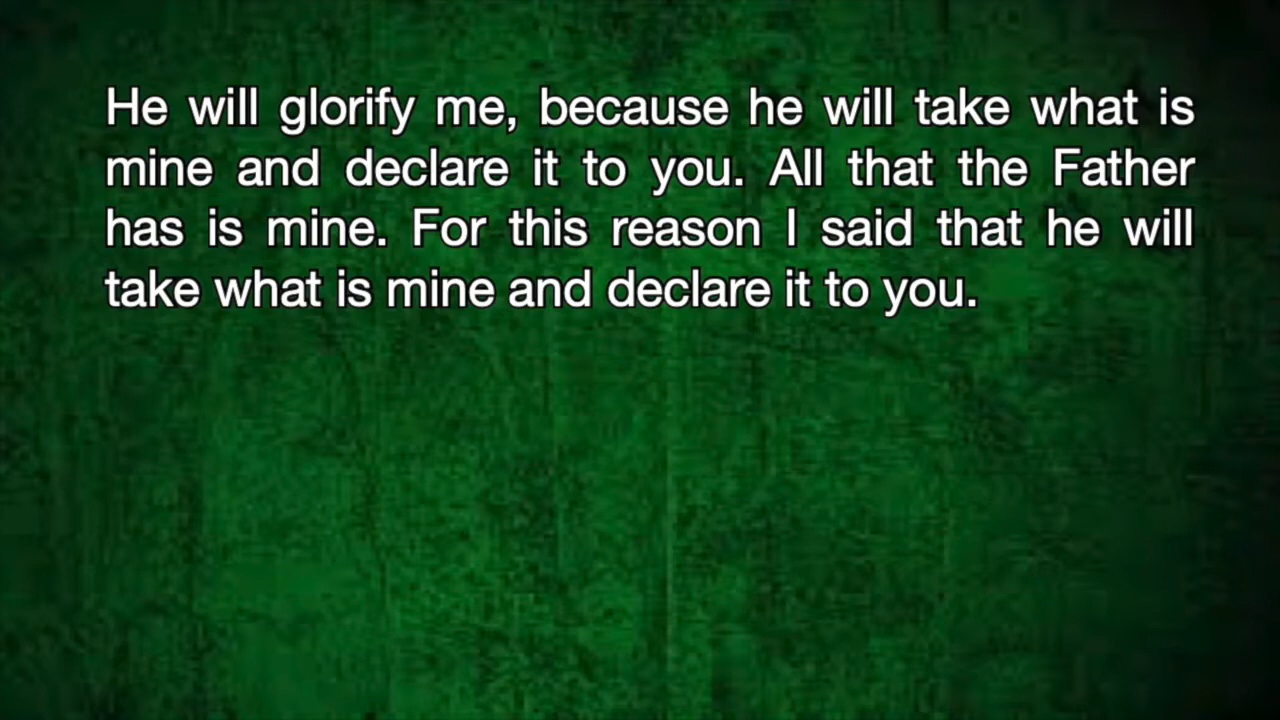 He will glorify me, because he will take what is
mine and declare it to you. All that the Father
has is mine. For this reason I said that he will
take what is mine and declare it to you.